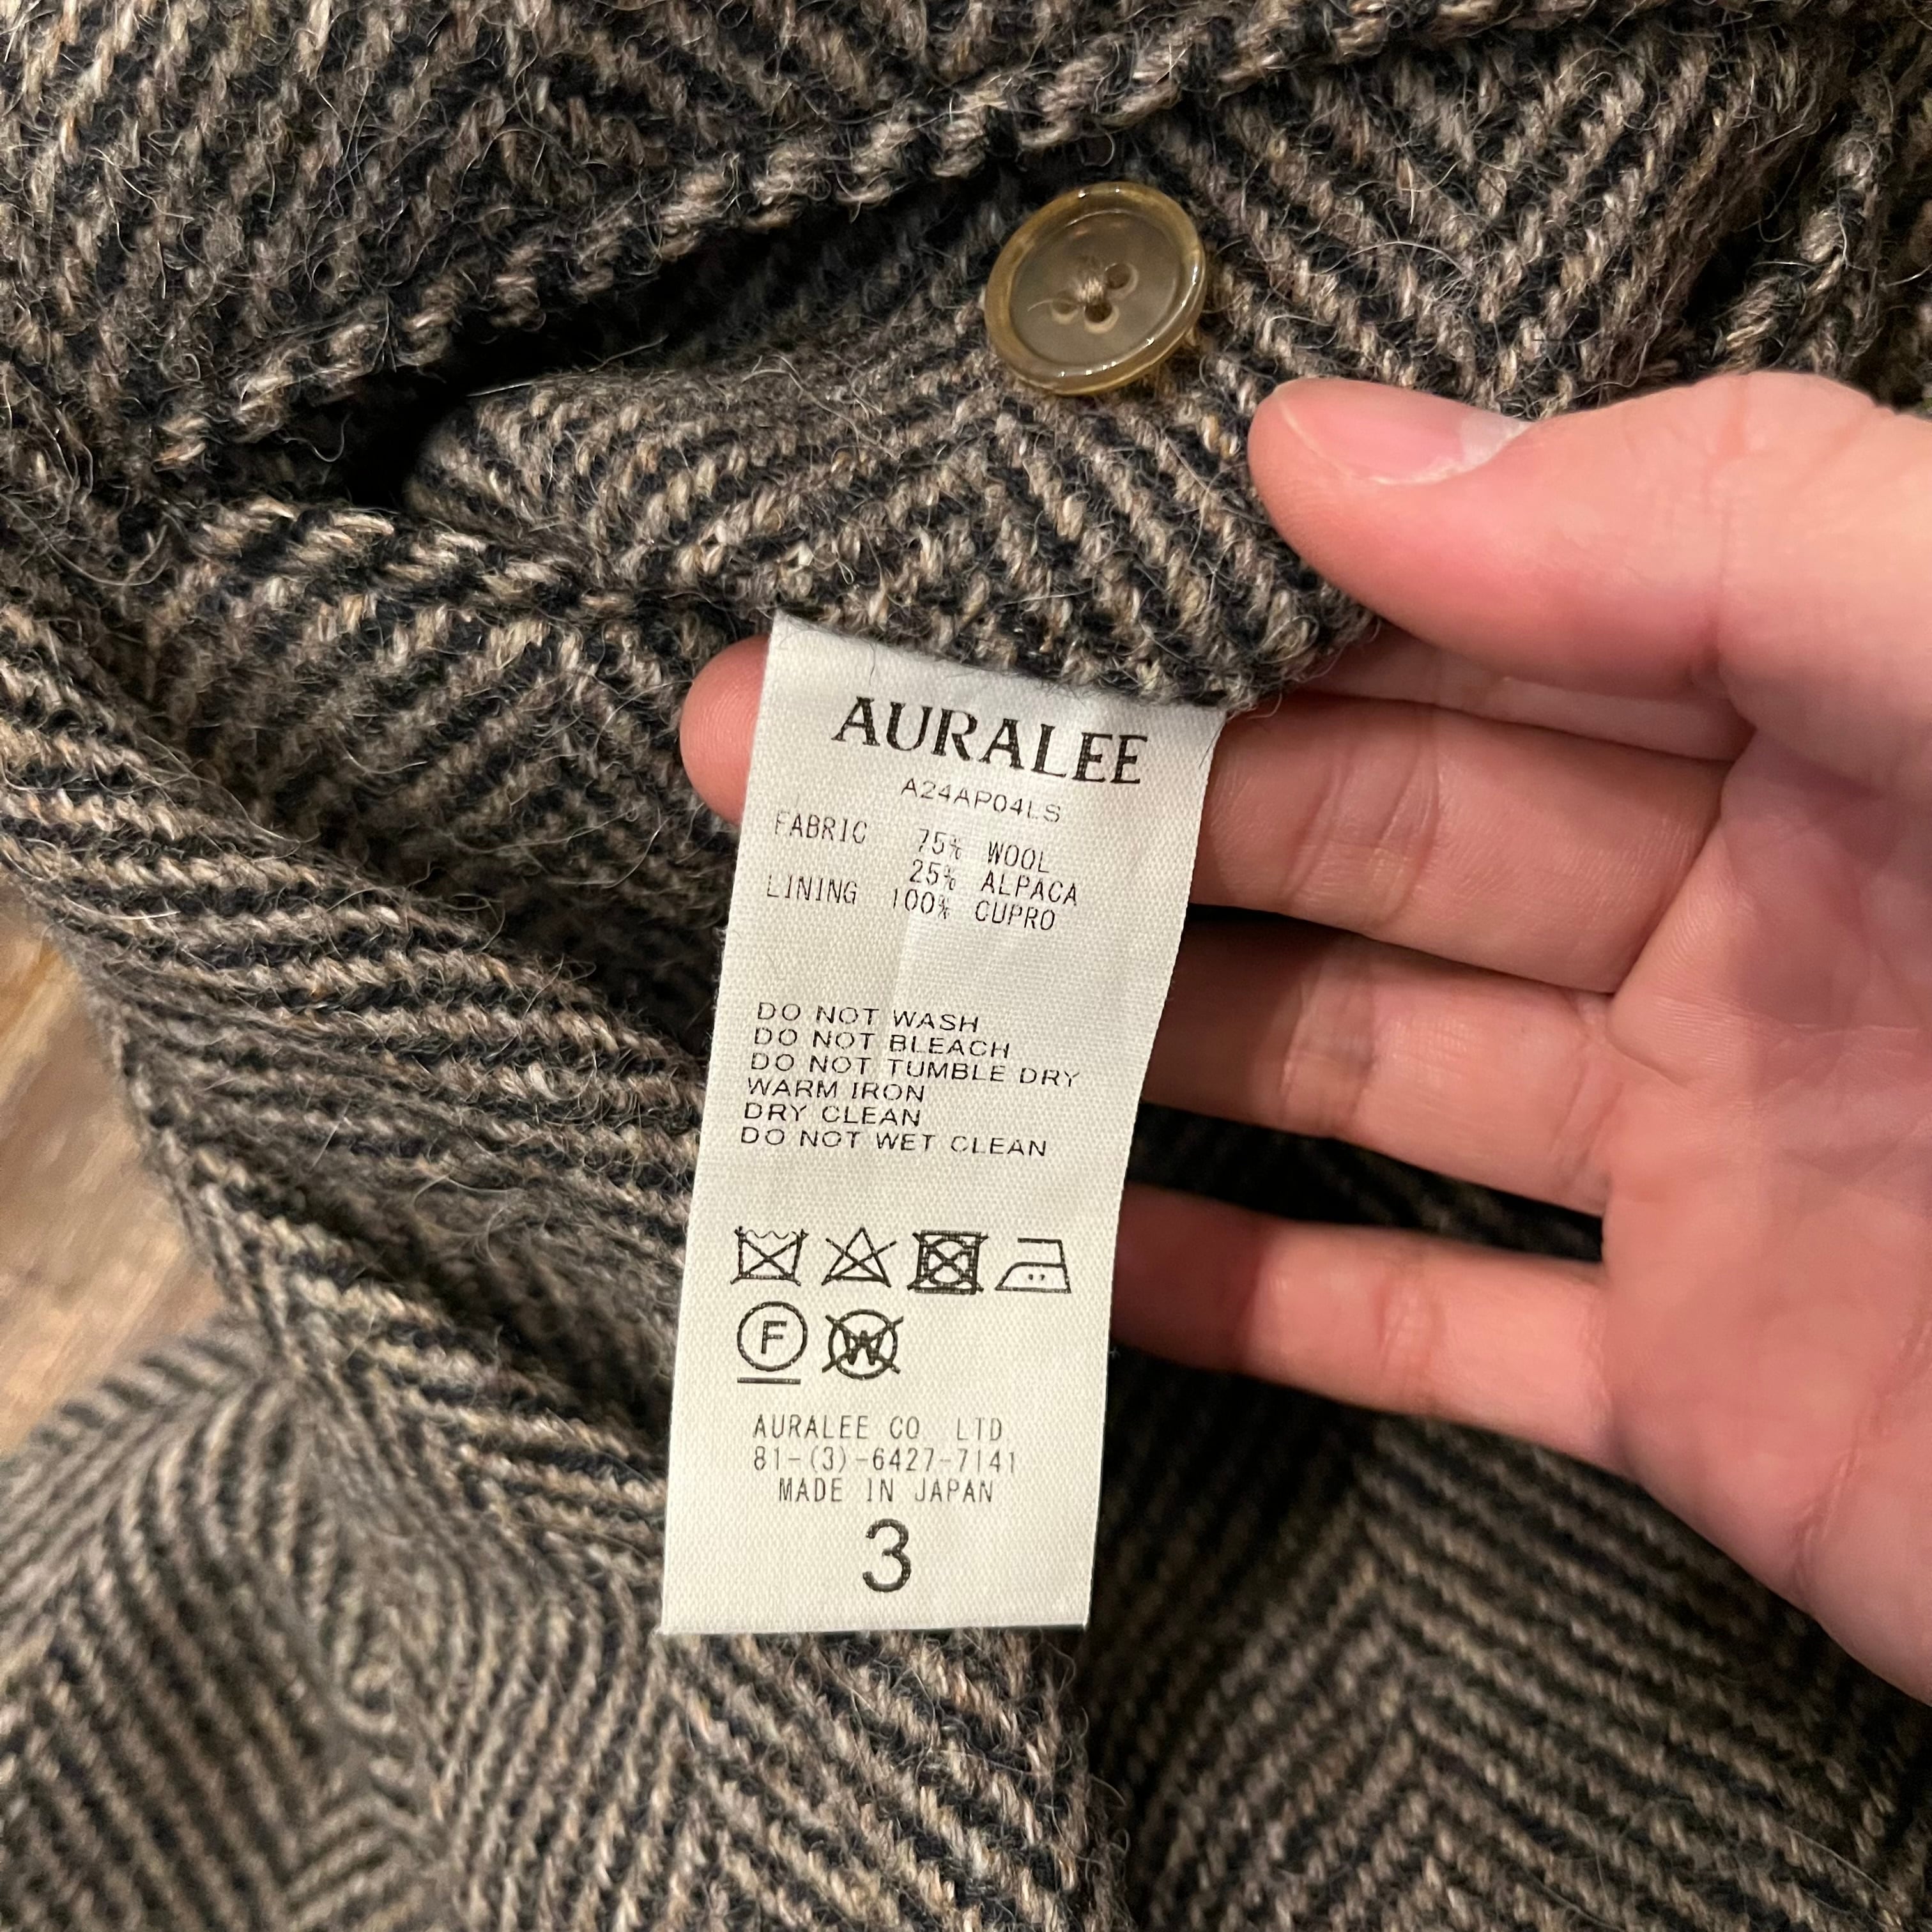 AURALEE
A24AP04LS
FABRIC 75% WOOL
25% ALPACA
LINING 100% CUPRO
DO NOT WASH
DO NOT BLEACH
DO NOT TUMBLE DRY
WARM IRON
DRY CLEAN
DO NOT WET CLEAN
F W
AURALEE CO. LTD
81-(3)-6427-7141
MADE IN JAPAN
3